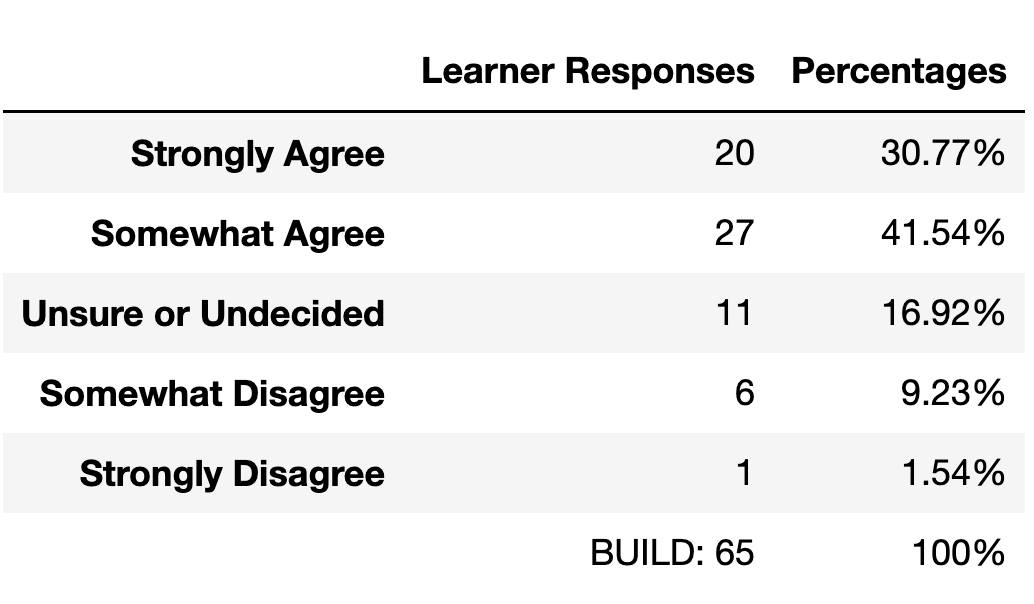 Learner Responses Percentages
Strongly Agree 20 30.77%
Somewhat Agree 27 41.54%
Unsure or Undecided 11 16.92%
Somewhat Disagree 6 9.23%
Strongly Disagree 1 1.54%
BUILD: 65 100%